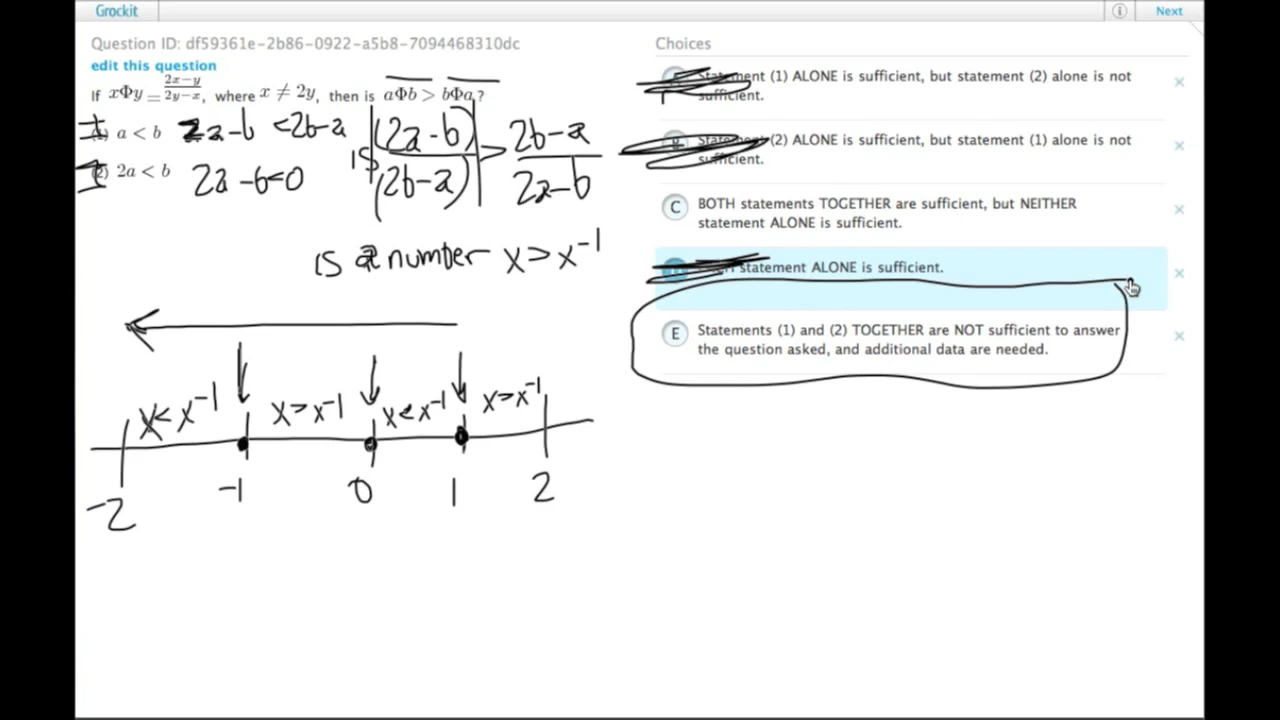 Grockit
Next
Question ID: df59361e-2b86-0922-a5b8-7094468310dc
edit this question
If xΦy = (2x−y)/(2y−x), where x ≠ 2y, then is aΦb > bΦa?
a < b 2a-b <2b-a
(2) 2a < b 2a-b<0
is |(2a-b)/(2b-a)| > (2b-a)/(2a-b)
is a number x > x^-1
x < x^-1 x > x^-1 x < x^-1 x > x^-1
-2 -1 0 1 2
Choices
Statement (1) ALONE is sufficient, but statement (2) alone is not
sufficient.
Statement (2) ALONE is sufficient, but statement (1) alone is not
sufficient.
C BOTH statements TOGETHER are sufficient, but NEITHER
statement ALONE is sufficient.
statement ALONE is sufficient.
E Statements (1) and (2) TOGETHER are NOT sufficient to answer
the question asked, and additional data are needed.